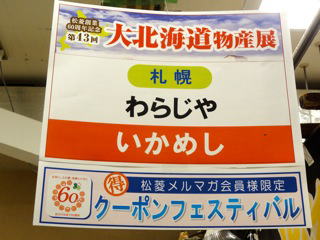 松菱創業
60周年記念
第43回
大北海道物産展
札幌
わらじや
いかめし
60
得
松菱メルマガ会員様限定
クーポンフェスティバル